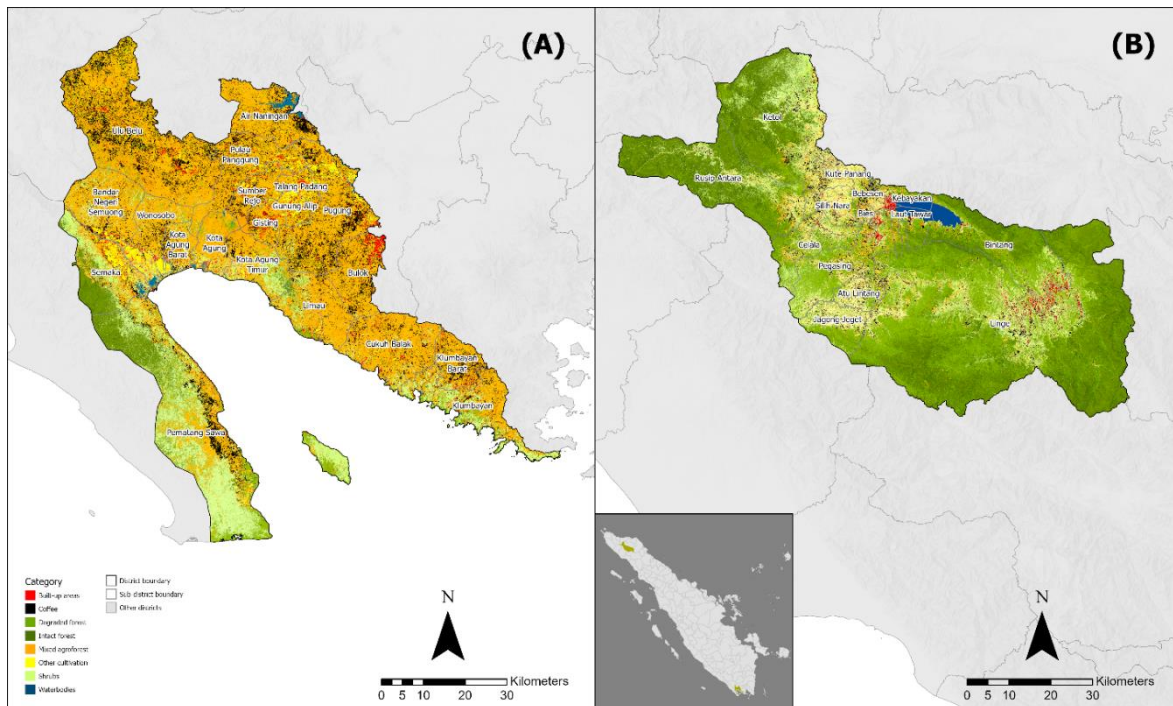 (A)
Ulu Belu
Air Naningan
Pulau
Panggung
Talang Padang
Sumber
Rejo
Gunung Alip
Pugung
Gisting
Bandar
Negeri
Semuong
Wonosobo
Kota
Agung
Barat
Kota
Agung
Kota Agung
Timur
Semaka
Bulok
Limau
Cukuh Balak
Klumbayan
Barat
Klumbayan
Pematang Sawa
Category
Built-up areas
Coffee
Degraded forest
Intact forest
Mixed agroforest
Other cultivation
Shrubs
Waterbodies
District boundary
Sub-district boundary
Other districts
N
Kilometers
0 5 10 20 30
(B)
Ketol
Rusip Antara
Kute Panang
Bebesen
Kebayakan
Silih Nara
Bies
Laut Tawar
Bintang
Celala
Pegasing
Atu Lintang
Jagong Jeget
Linge
N
Kilometers
0 5 10 20 30